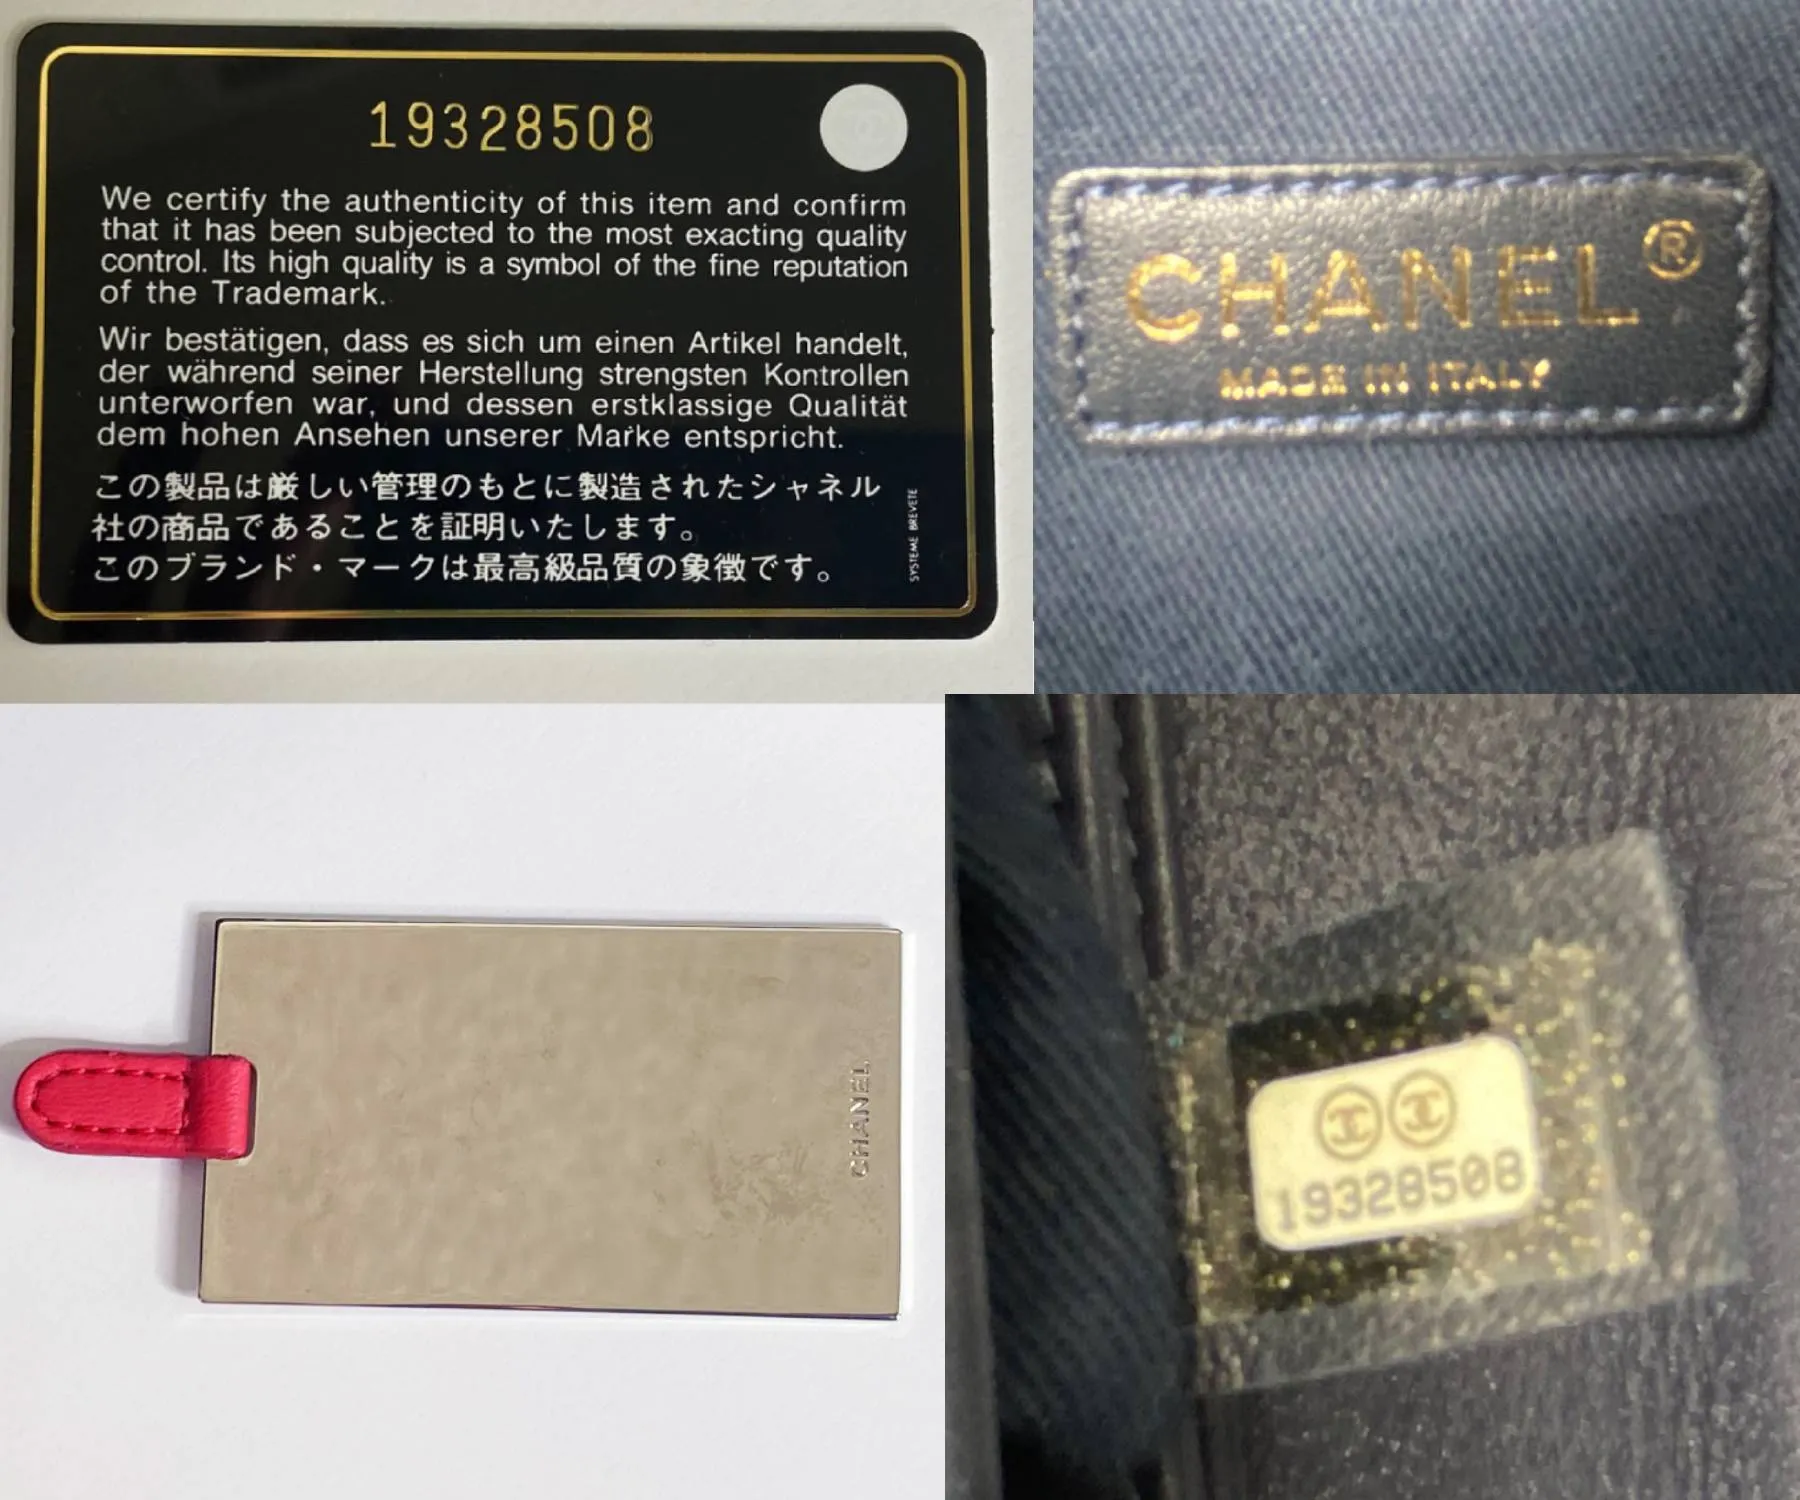 19328508
We certify the authenticity of this item and confirm
that it has been subjected to the most exacting quality
control. Its high quality is a symbol of the fine reputation
of the Trademark.
Wir bestätigen, dass es sich um einen Artikel handelt,
der während seiner Herstellung strengsten Kontrollen
unterworfen war, und dessen erstklassige Qualität
dem hohen Ansehen unserer Marke entspricht.
この製品は厳しい管理のもとに製造されたシャネル
社の商品であることを証明いたします。
このブランド・マークは最高級品質の象徴です。
SYSTEME BREVETE
CHANEL®
MADE IN ITALY
CHANEL
19328508